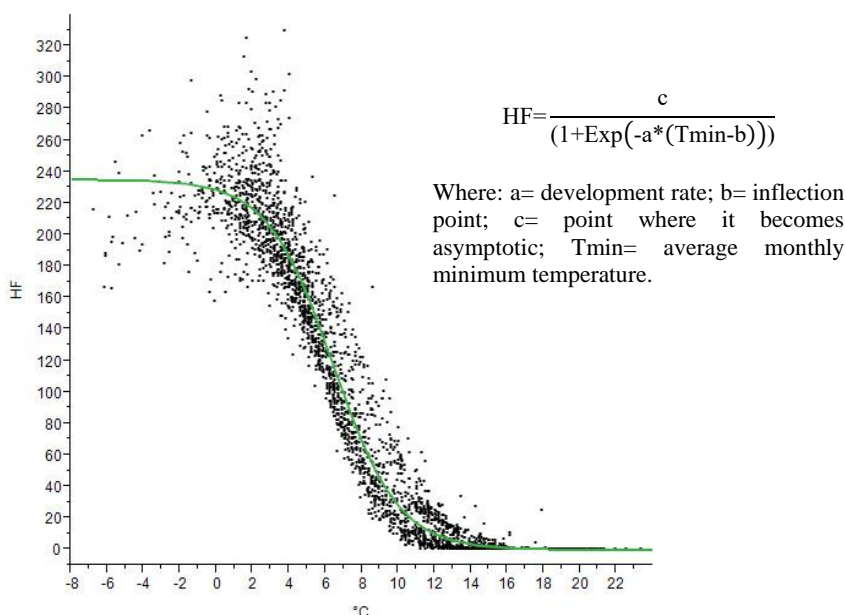 320
300
280
260
240
220
200
180
160
140
120
100
80
60
40
20
0
HF
-8 -6 -4 -2 0 2 4 6 8 10 12 14 16 18 20 22
°C
HF=c/(1+Exp(-a*(Tmin-b)))
Where: a= development rate; b= inflection
point; c= point where it becomes
asymptotic; Tmin= average monthly
minimum temperature.